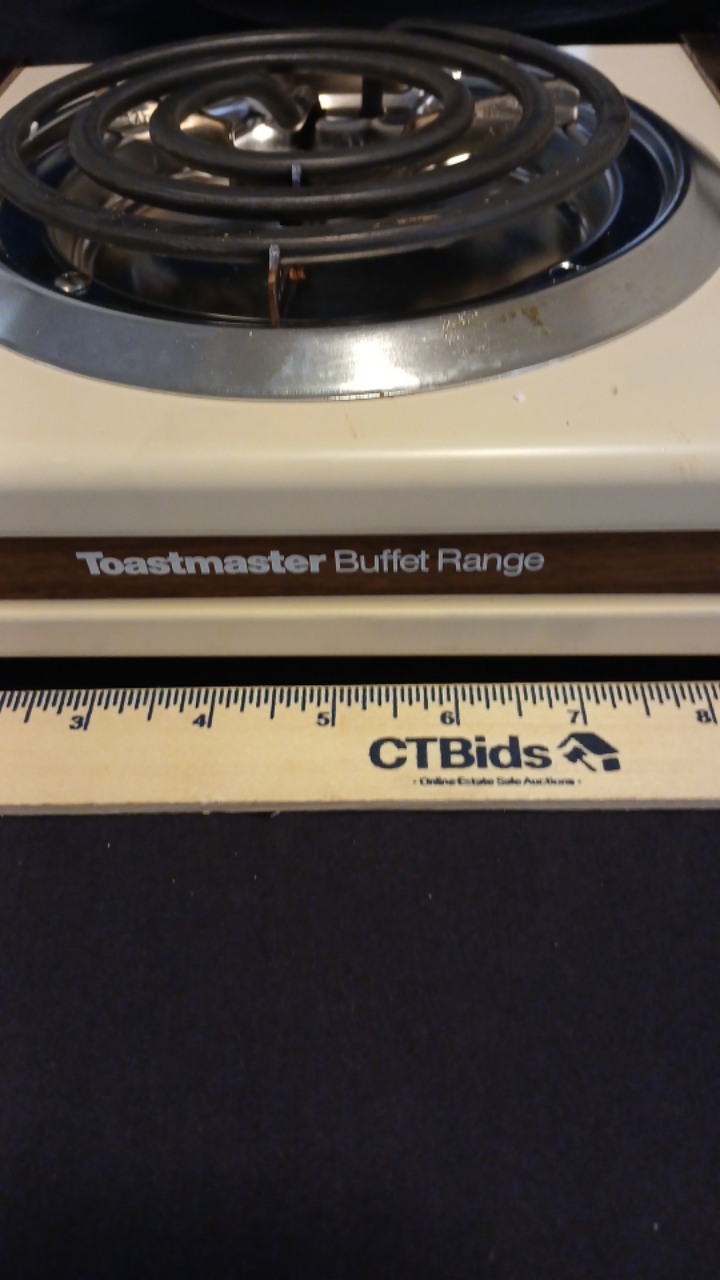 Toastmaster Buffet Range
3 4 5 6 7 8
CTBids
- Online Estate Sale Auctions -